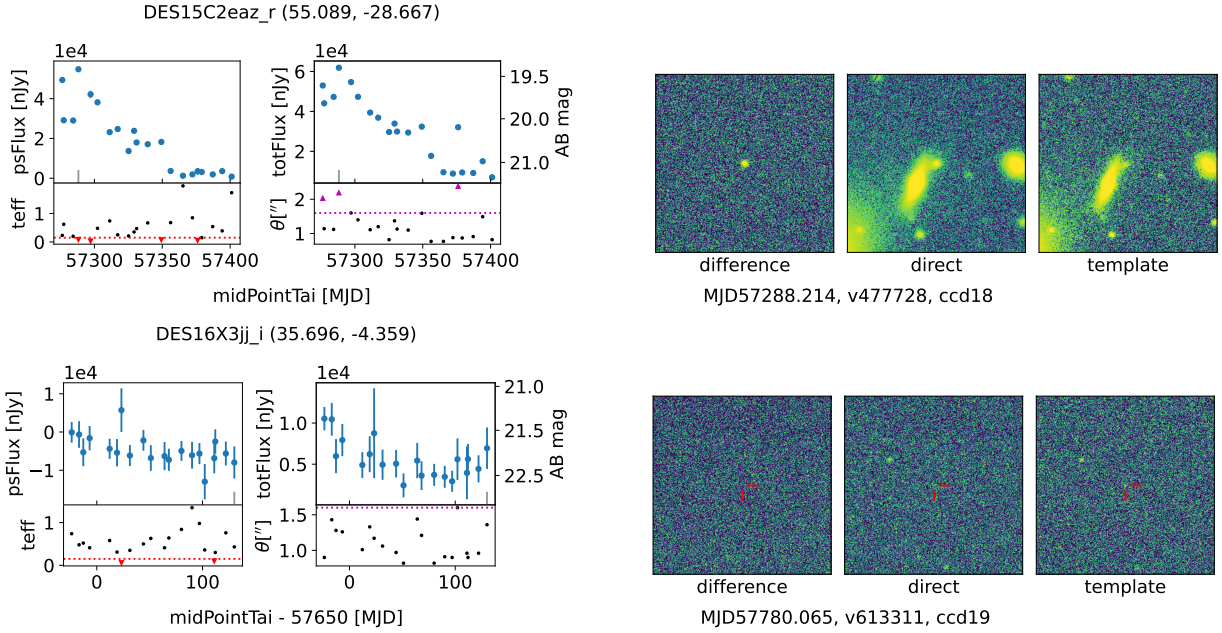 DES15C2eaz_r (55.089, -28.667)
1e4
psFlux [nJy]
4
2
0
teff
1
0
57300 57350 57400
1e4
totFlux [nJy]
6
4
2
19.5
20.0
21.0
AB mag
θ["]
2
1
57300 57350 57400
midPointTai [MJD]
difference direct template
MJD57288.214, v477728, ccd18
DES16X3jj_i (35.696, -4.359)
1e4
psFlux [nJy]
1
0
−1
teff
1
0
0 100
1e4
totFlux [nJy]
1.0
0.5
21.0
21.5
22.5
AB mag
θ["]
1.5
1.0
0 100
midPointTai - 57650 [MJD]
difference direct template
MJD57780.065, v613311, ccd19